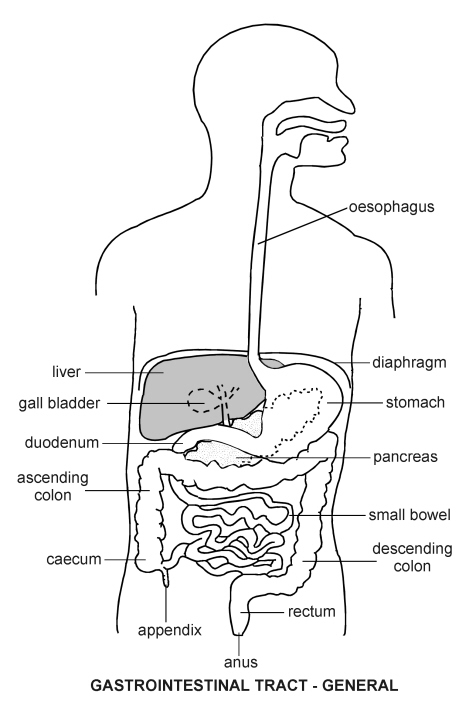 oesophagus
diaphragm
liver
gall bladder
stomach
duodenum
pancreas
ascending
colon
small bowel
descending
colon
caecum
rectum
appendix
anus
GASTROINTESTINAL TRACT - GENERAL